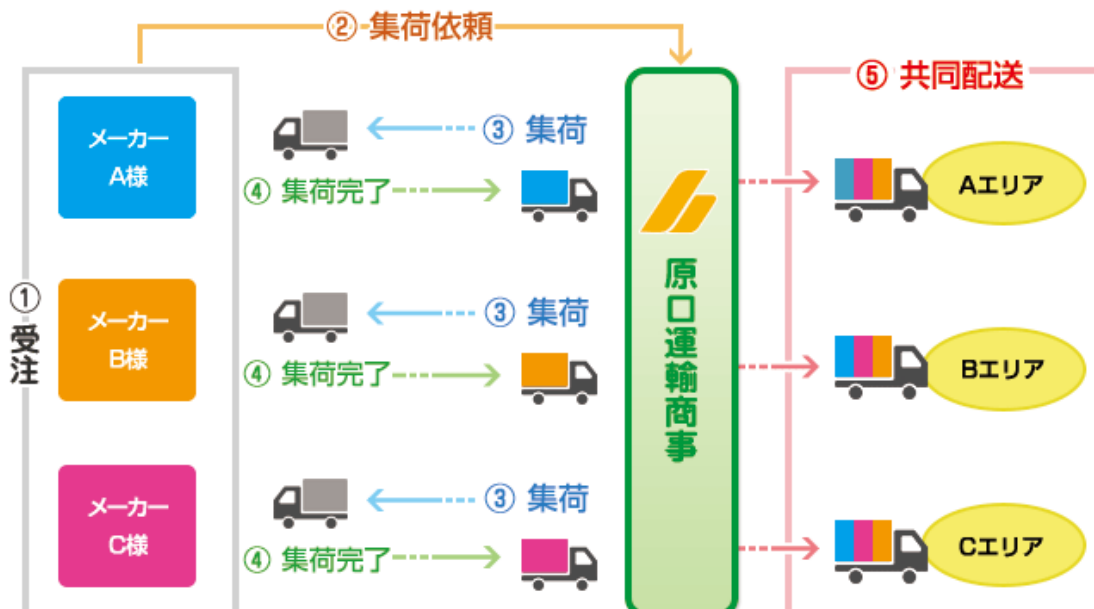 ② 集荷依頼
① 受注
メーカー
A様
③ 集荷
④ 集荷完了
メーカー
B様
③ 集荷
④ 集荷完了
メーカー
C様
③ 集荷
④ 集荷完了
原口運輸商事
⑤ 共同配送
Aエリア
Bエリア
Cエリア